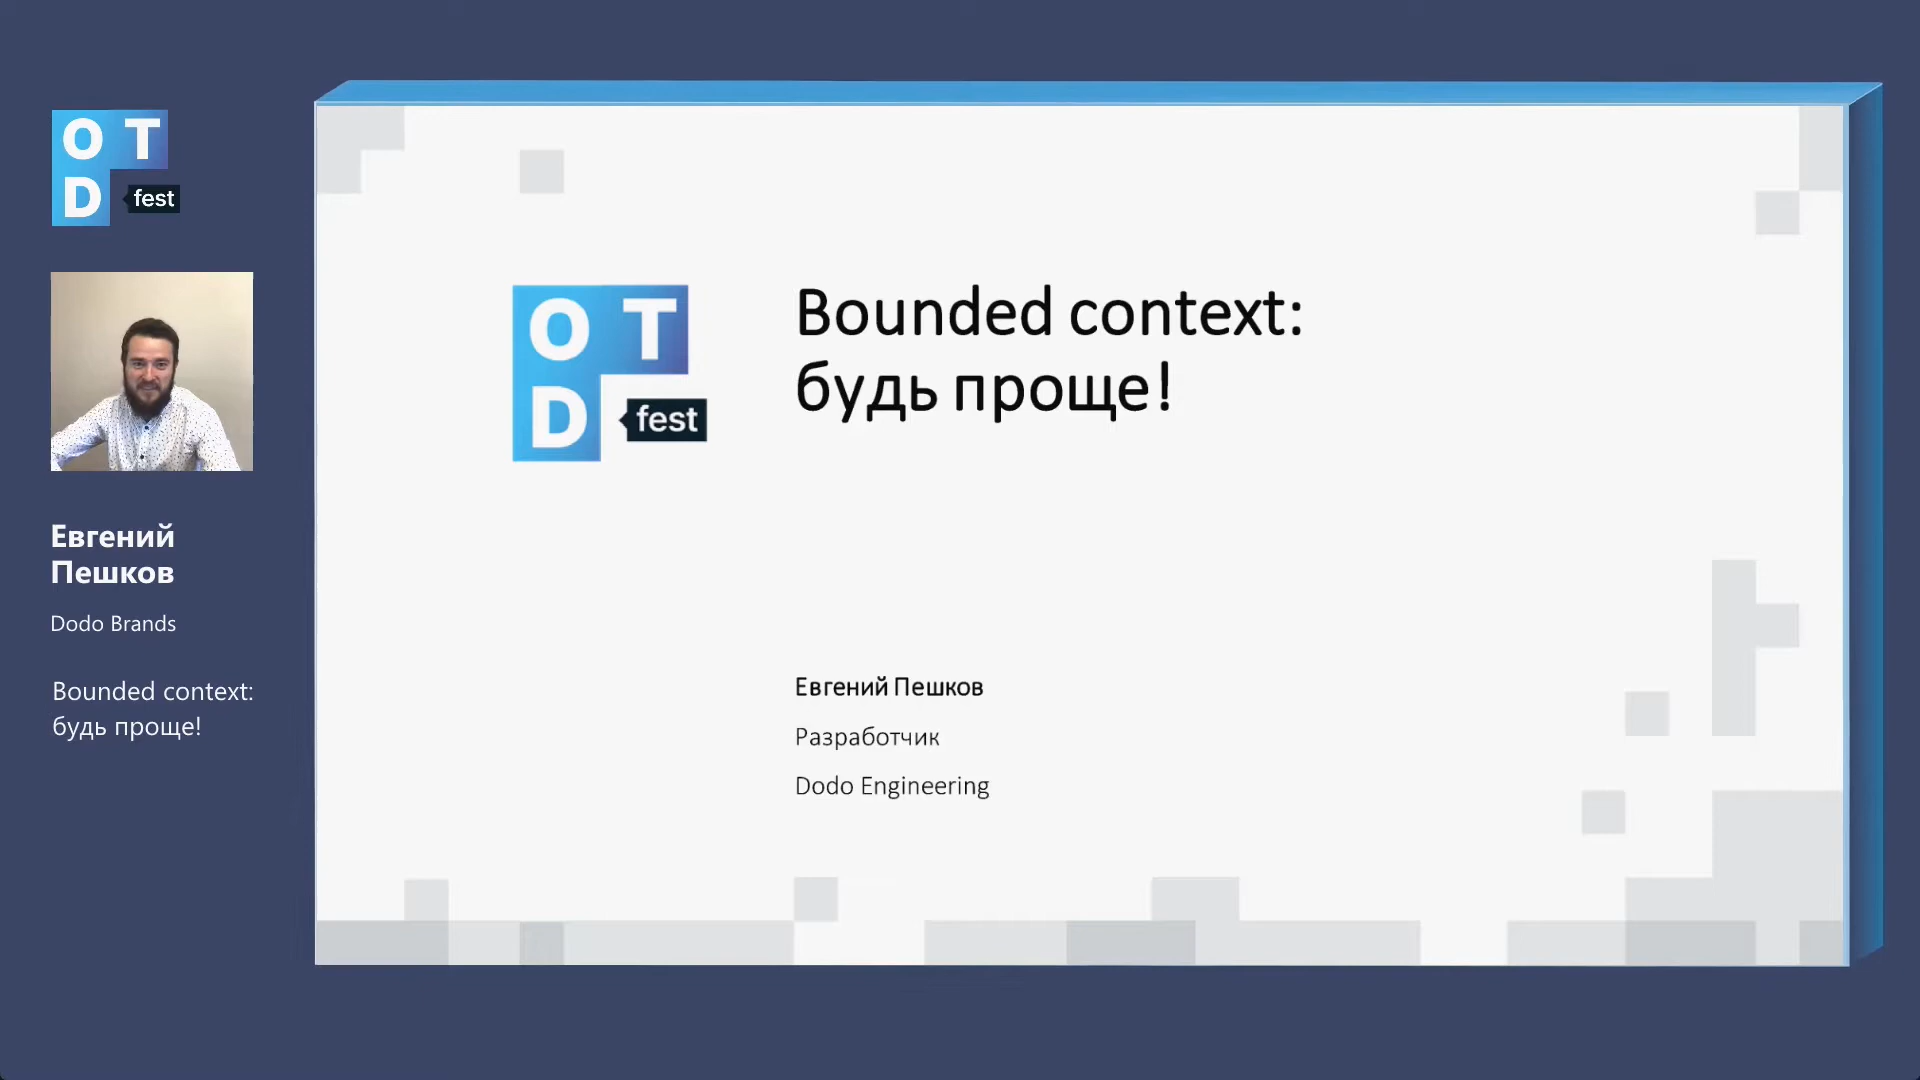 O T
D fest
Евгений
Пешков
Dodo Brands
Bounded context:
будь проще!
O T
D fest
Bounded context:
будь проще!
Евгений Пешков
Разработчик
Dodo Engineering